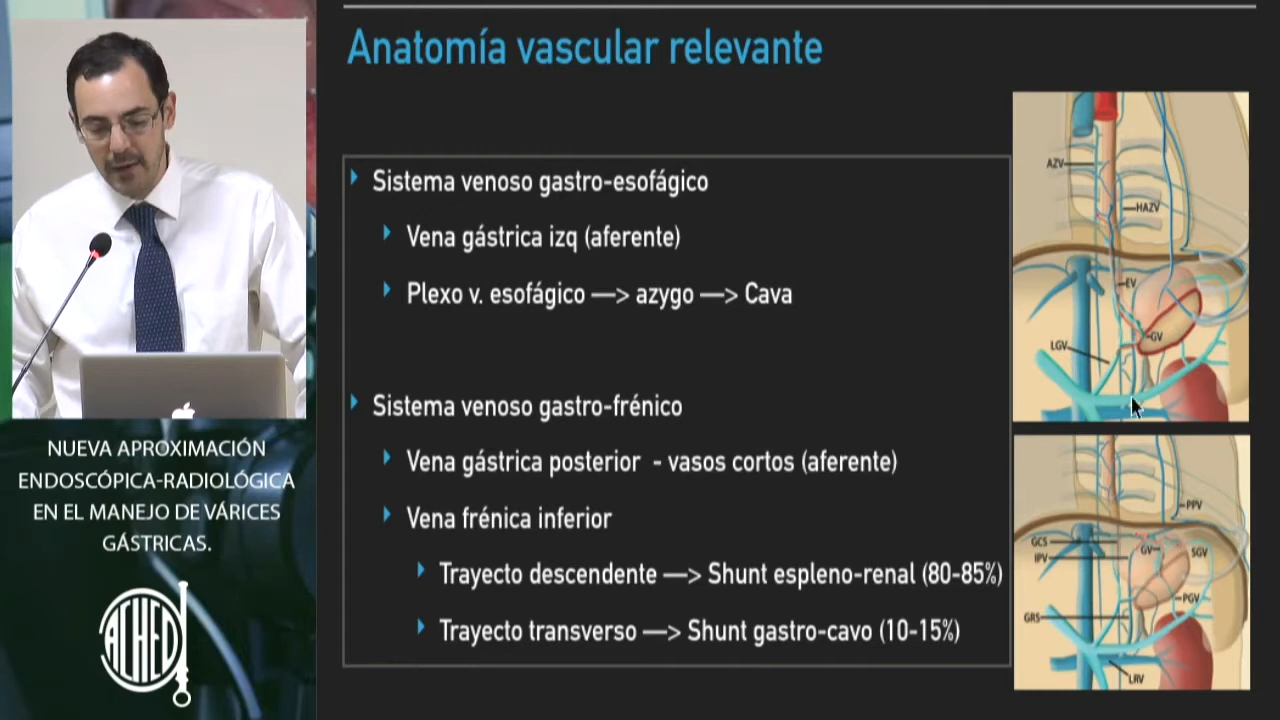 Anatomía vascular relevante
Sistema venoso gastro-esofágico
Vena gástrica izq (aferente)
Plexo v. esofágico —> azygo —> Cava
Sistema venoso gastro-frénico
Vena gástrica posterior - vasos cortos (aferente)
Vena frénica inferior
Trayecto descendente —> Shunt espleno-renal (80-85%)
Trayecto transverso —> Shunt gastro-cavo (10-15%)
AZV
HAZV
EV
GV
LGV
PPV
GCS
GV
SGV
IPV
PGV
GRS
LRV
NUEVA APROXIMACIÓN
ENDOSCÓPICA-RADIOLÓGICA
EN EL MANEJO DE VÁRICES
GÁSTRICAS.
ACHED